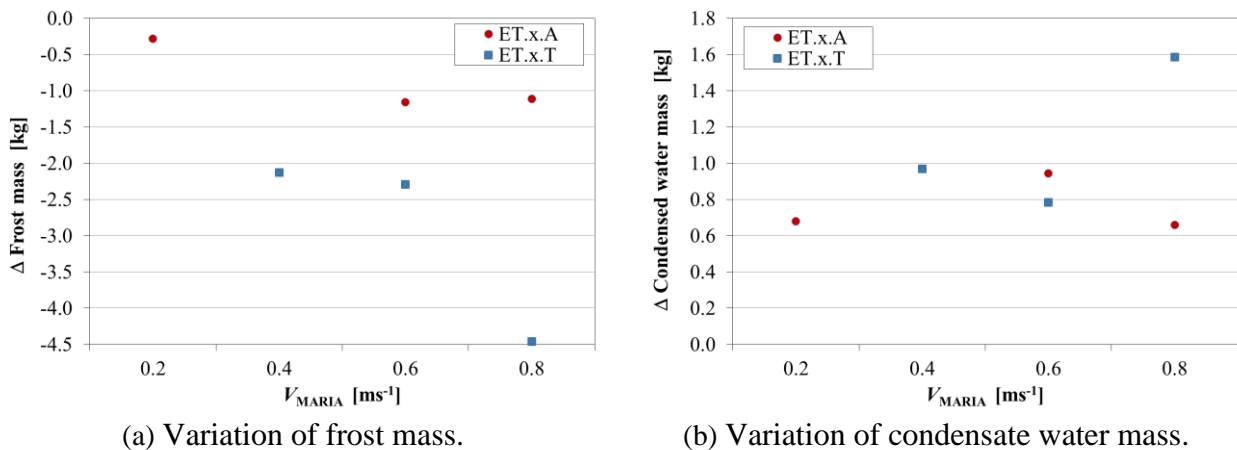 0.0
-0.5
-1.0
-1.5
-2.0
-2.5
-3.0
-3.5
-4.0
-4.5
Δ Frost mass [kg]
ET.x.A
ET.x.T
0.2 0.4 0.6 0.8
V_MARIA [ms⁻¹]
(a) Variation of frost mass.
1.8
1.6
1.4
1.2
1.0
0.8
0.6
0.4
0.2
0.0
Δ Condensed water mass [kg]
ET.x.A
ET.x.T
0.2 0.4 0.6 0.8
V_MARIA [ms⁻¹]
(b) Variation of condensate water mass.